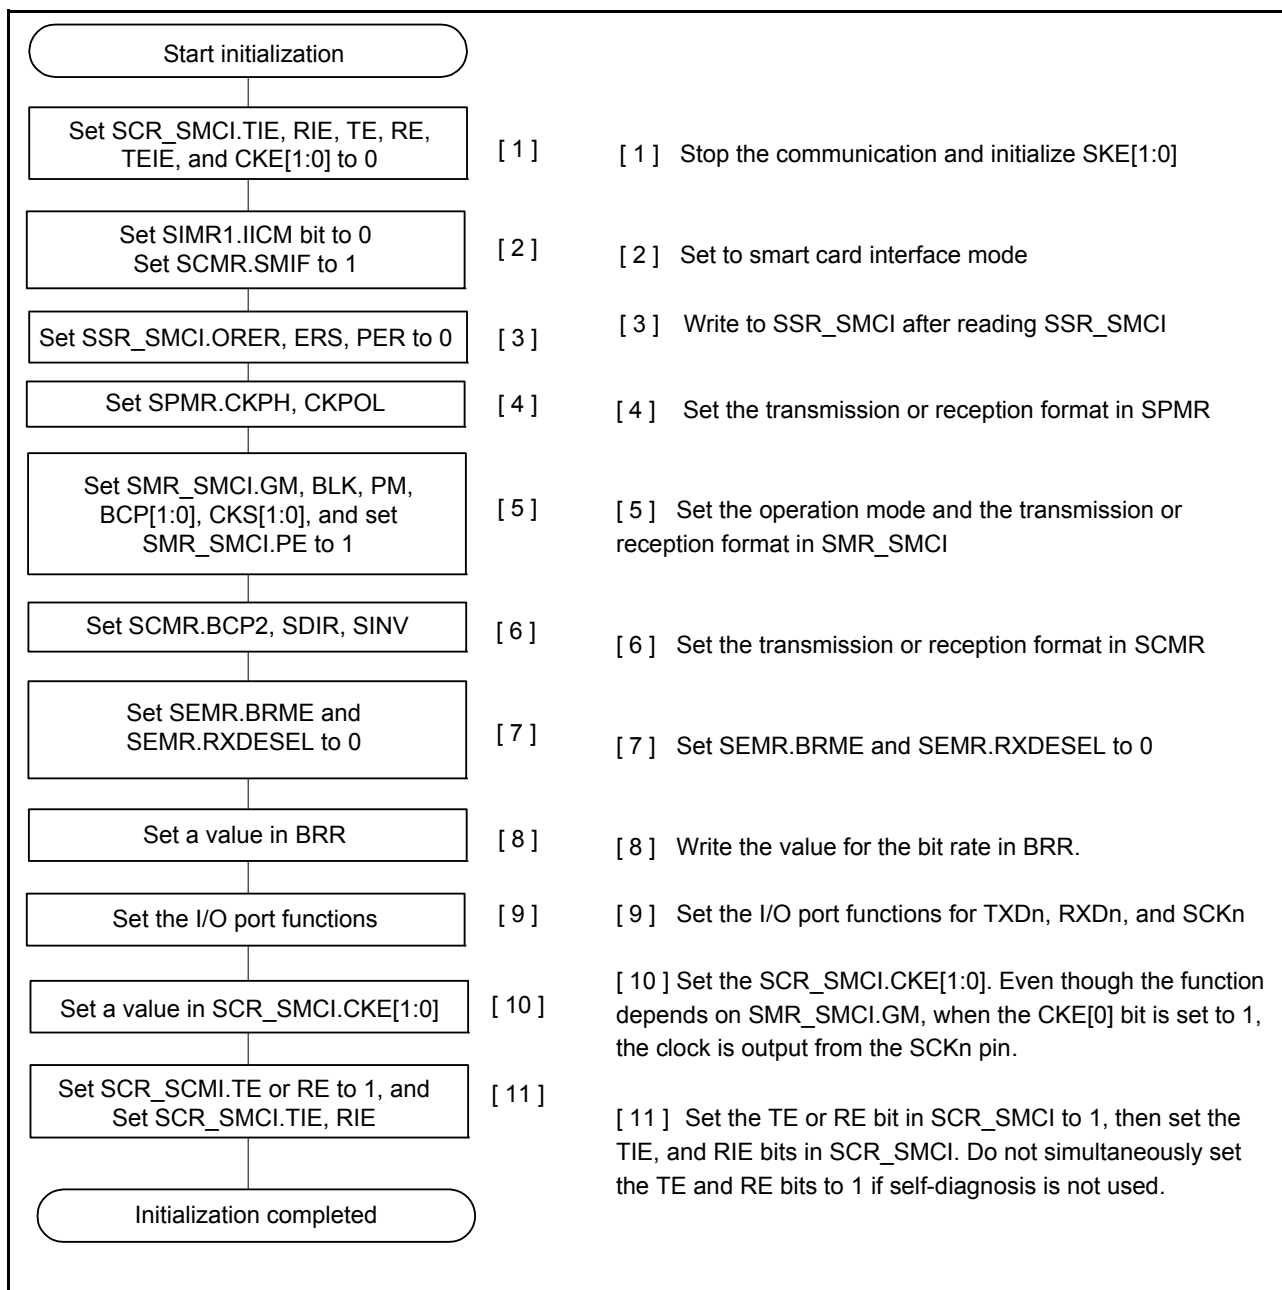 Start initialization
Set SCR_SMCI.TIE, RIE, TE, RE,
TEIE, and CKE[1:0] to 0
[ 1 ]
[ 1 ] Stop the communication and initialize SKE[1:0]
Set SIMR1.IICM bit to 0
Set SCMR.SMIF to 1
[ 2 ]
[ 2 ] Set to smart card interface mode
Set SSR_SMCI.ORER, ERS, PER to 0
[ 3 ]
[ 3 ] Write to SSR_SMCI after reading SSR_SMCI
Set SPMR.CKPH, CKPOL
[ 4 ]
[ 4 ] Set the transmission or reception format in SPMR
Set SMR_SMCI.GM, BLK, PM,
BCP[1:0], CKS[1:0], and set
SMR_SMCI.PE to 1
[ 5 ]
[ 5 ] Set the operation mode and the transmission or
reception format in SMR_SMCI
Set SCMR.BCP2, SDIR, SINV
[ 6 ]
[ 6 ] Set the transmission or reception format in SCMR
Set SEMR.BRME and
SEMR.RXDESEL to 0
[ 7 ]
[ 7 ] Set SEMR.BRME and SEMR.RXDESEL to 0
Set a value in BRR
[ 8 ]
[ 8 ] Write the value for the bit rate in BRR.
Set the I/O port functions
[ 9 ]
[ 9 ] Set the I/O port functions for TXDn, RXDn, and SCKn
Set a value in SCR_SMCI.CKE[1:0]
[ 10 ]
[ 10 ] Set the SCR_SMCI.CKE[1:0]. Even though the function
depends on SMR_SMCI.GM, when the CKE[0] bit is set to 1,
the clock is output from the SCKn pin.
Set SCR_SCMI.TE or RE to 1, and
Set SCR_SMCI.TIE, RIE
[ 11 ]
[ 11 ] Set the TE or RE bit in SCR_SMCI to 1, then set the
TIE, and RIE bits in SCR_SMCI. Do not simultaneously set
the TE and RE bits to 1 if self-diagnosis is not used.
Initialization completed